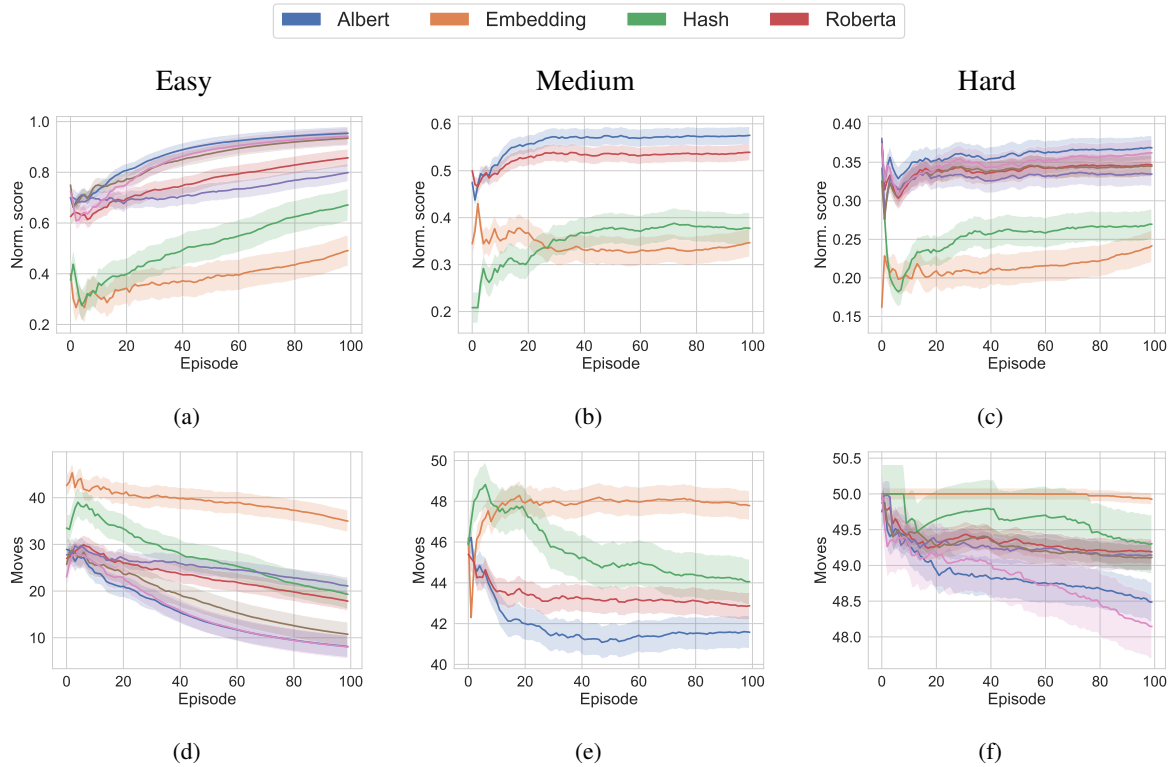 Albert Embedding Hash Roberta
Easy Medium Hard
1.0 0.8 0.6 0.4 0.2
Norm. score
0 20 40 60 80 100
Episode
0.6 0.5 0.4 0.3 0.2
Norm. score
0 20 40 60 80 100
Episode
0.40 0.35 0.30 0.25 0.20 0.15
Norm. score
0 20 40 60 80 100
Episode
(a) (b) (c)
40 30 20 10
Moves
0 20 40 60 80 100
Episode
50 48 46 44 42 40
Moves
0 20 40 60 80 100
Episode
50.5 50.0 49.5 49.0 48.5 48.0
Moves
0 20 40 60 80 100
Episode
(d) (e) (f)